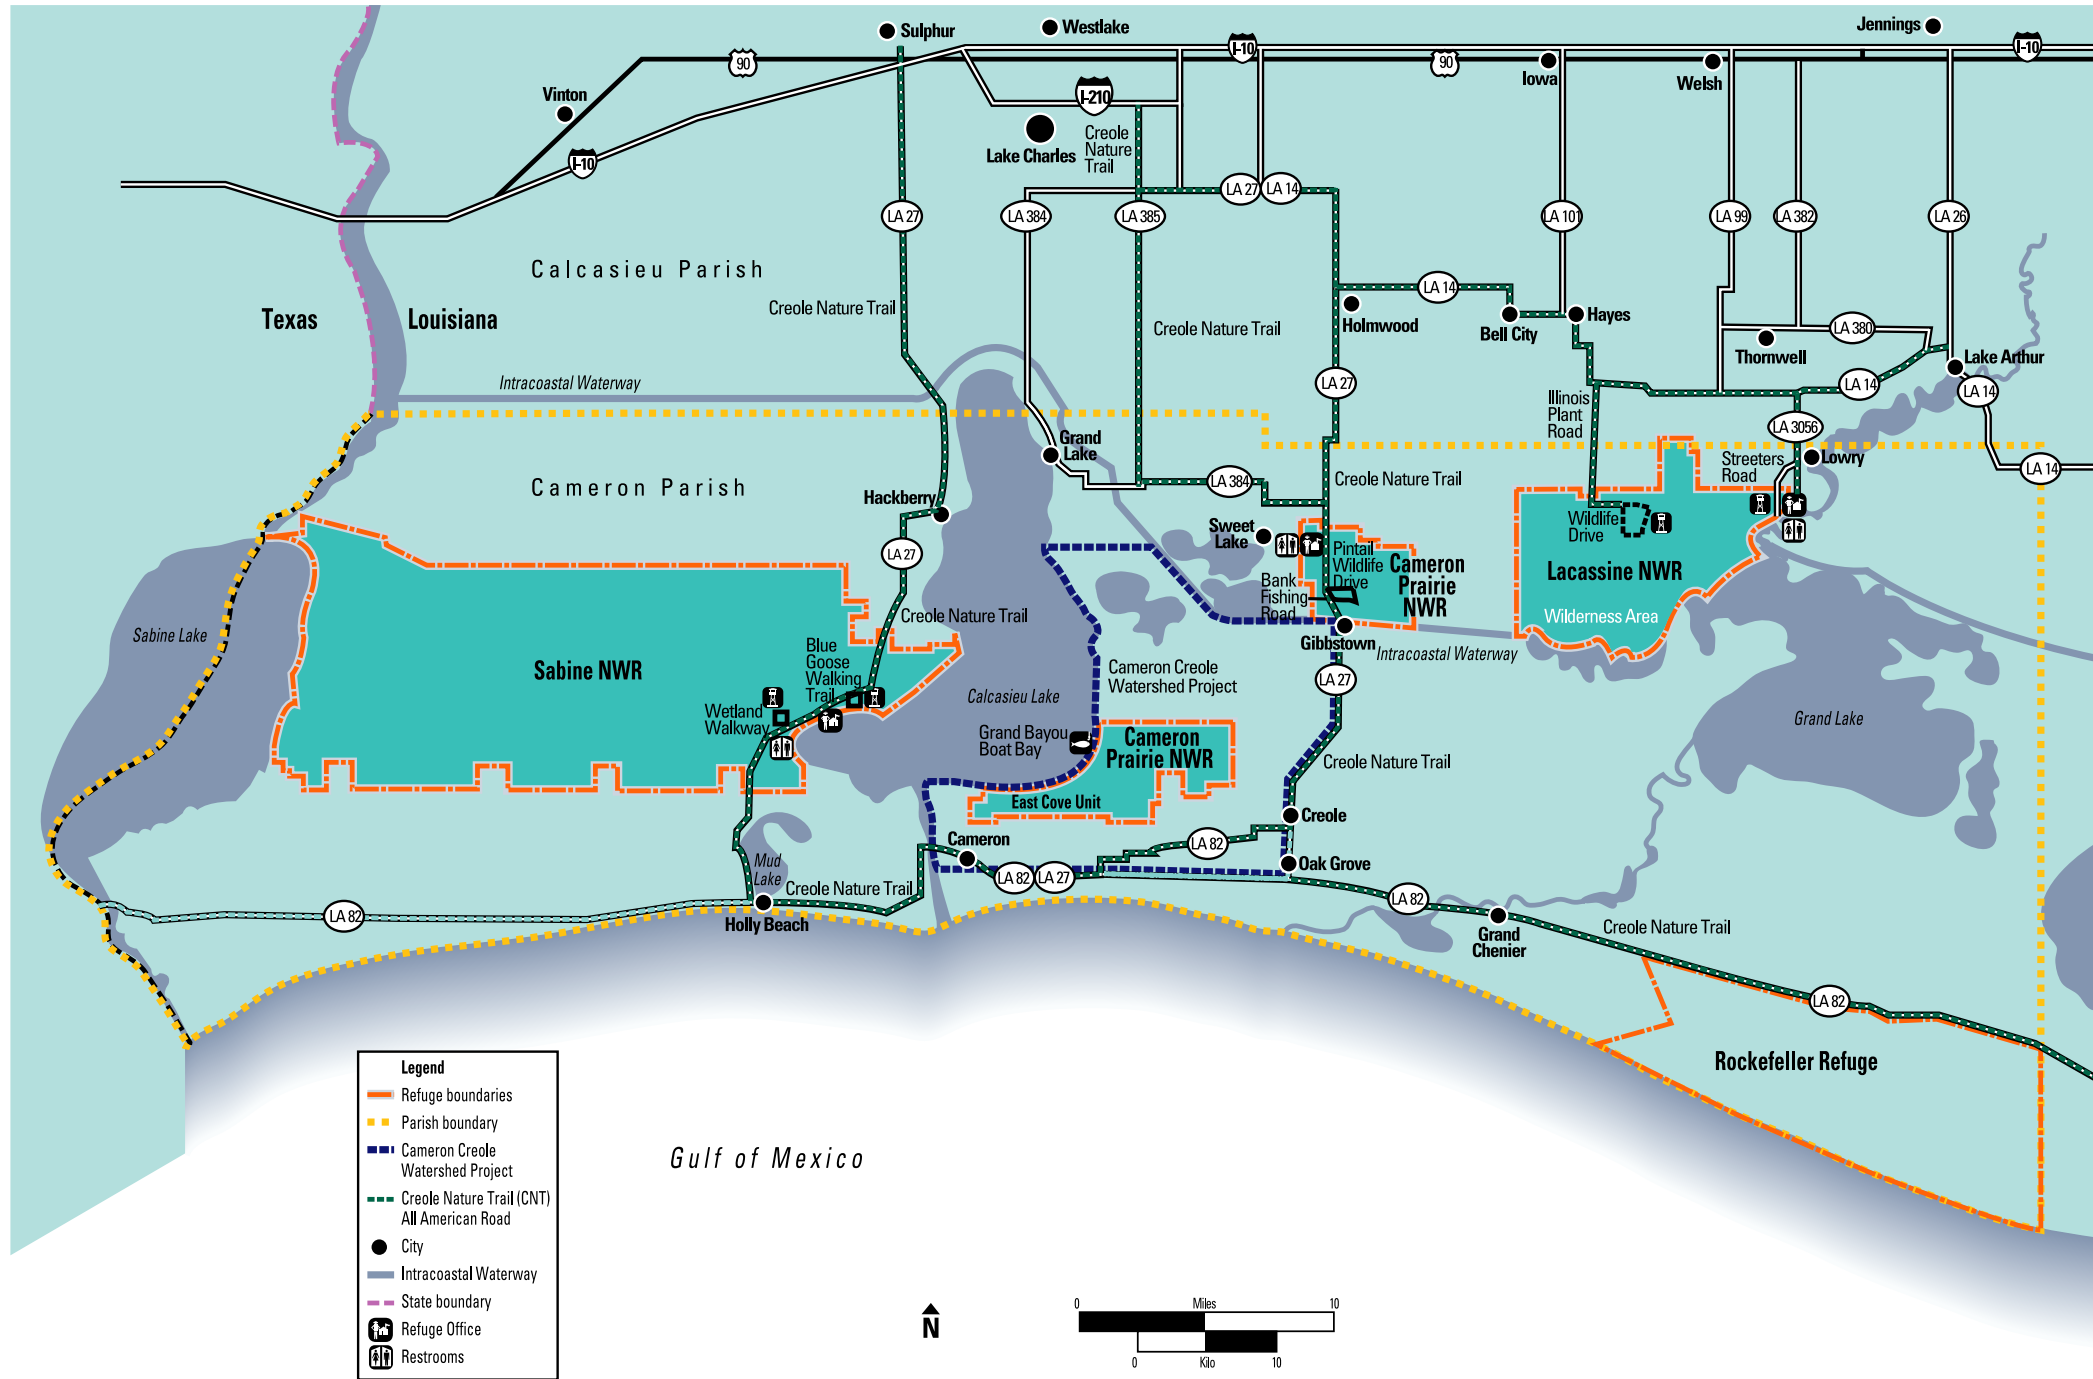 Sulphur
Westlake
Jennings
I-10
I-10
90
90
Iowa
Welsh
Vinton
I-210
Lake Charles
Creole
Nature
Trail
I-10
LA 27
LA 14
LA 27
LA 384
LA 385
LA 101
LA 99
LA 382
LA 26
Calcasieu Parish
Creole Nature Trail
Texas
Louisiana
Creole Nature Trail
LA 14
Holmwood
Bell City
Hayes
LA 380
Thornwell
Lake Arthur
Intracoastal Waterway
LA 27
LA 14
LA 14
Illinois
Plant
Road
LA 3056
Grand
Lake
Streeters
Road
Lowry
LA 14
Cameron Parish
Creole Nature Trail
LA 384
Hackberry
Sweet
Lake
Wildlife
Drive
LA 27
Pintail
Wildlife
Drive
Cameron
Prairie
NWR
Lacassine NWR
Bank
Fishing
Road
Wilderness Area
Creole Nature Trail
Sabine Lake
Gibbstown
Intracoastal Waterway
Blue
Goose
Walking
Trail
Sabine NWR
Cameron Creole
Watershed Project
LA 27
Calcasieu Lake
Wetland
Walkway
Grand Lake
Grand Bayou
Boat Bay
Cameron
Prairie NWR
Creole Nature Trail
East Cove Unit
Creole
Cameron
LA 82
Oak Grove
Mud
Lake
LA 82
LA 27
Creole Nature Trail
LA 82
LA 82
Holly Beach
Grand
Chenier
Creole Nature Trail
LA 82
Rockefeller Refuge
Gulf of Mexico
Legend
Refuge boundaries
Parish boundary
Cameron Creole
Watershed Project
Creole Nature Trail (CNT)
All American Road
City
Intracoastal Waterway
State boundary
Refuge Office
Restrooms
N
0 Miles 10
0 Kilo 10